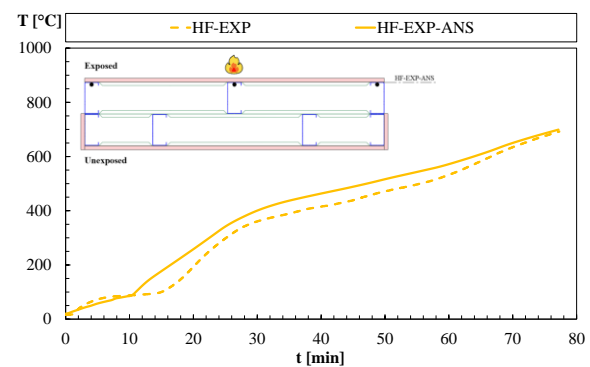 T [°C]
HF-EXP
HF-EXP-ANS
1000
800
600
400
200
0
Exposed
HF-EXP-ANS
Unexposed
0 10 20 30 40 50 60 70 80
t [min]